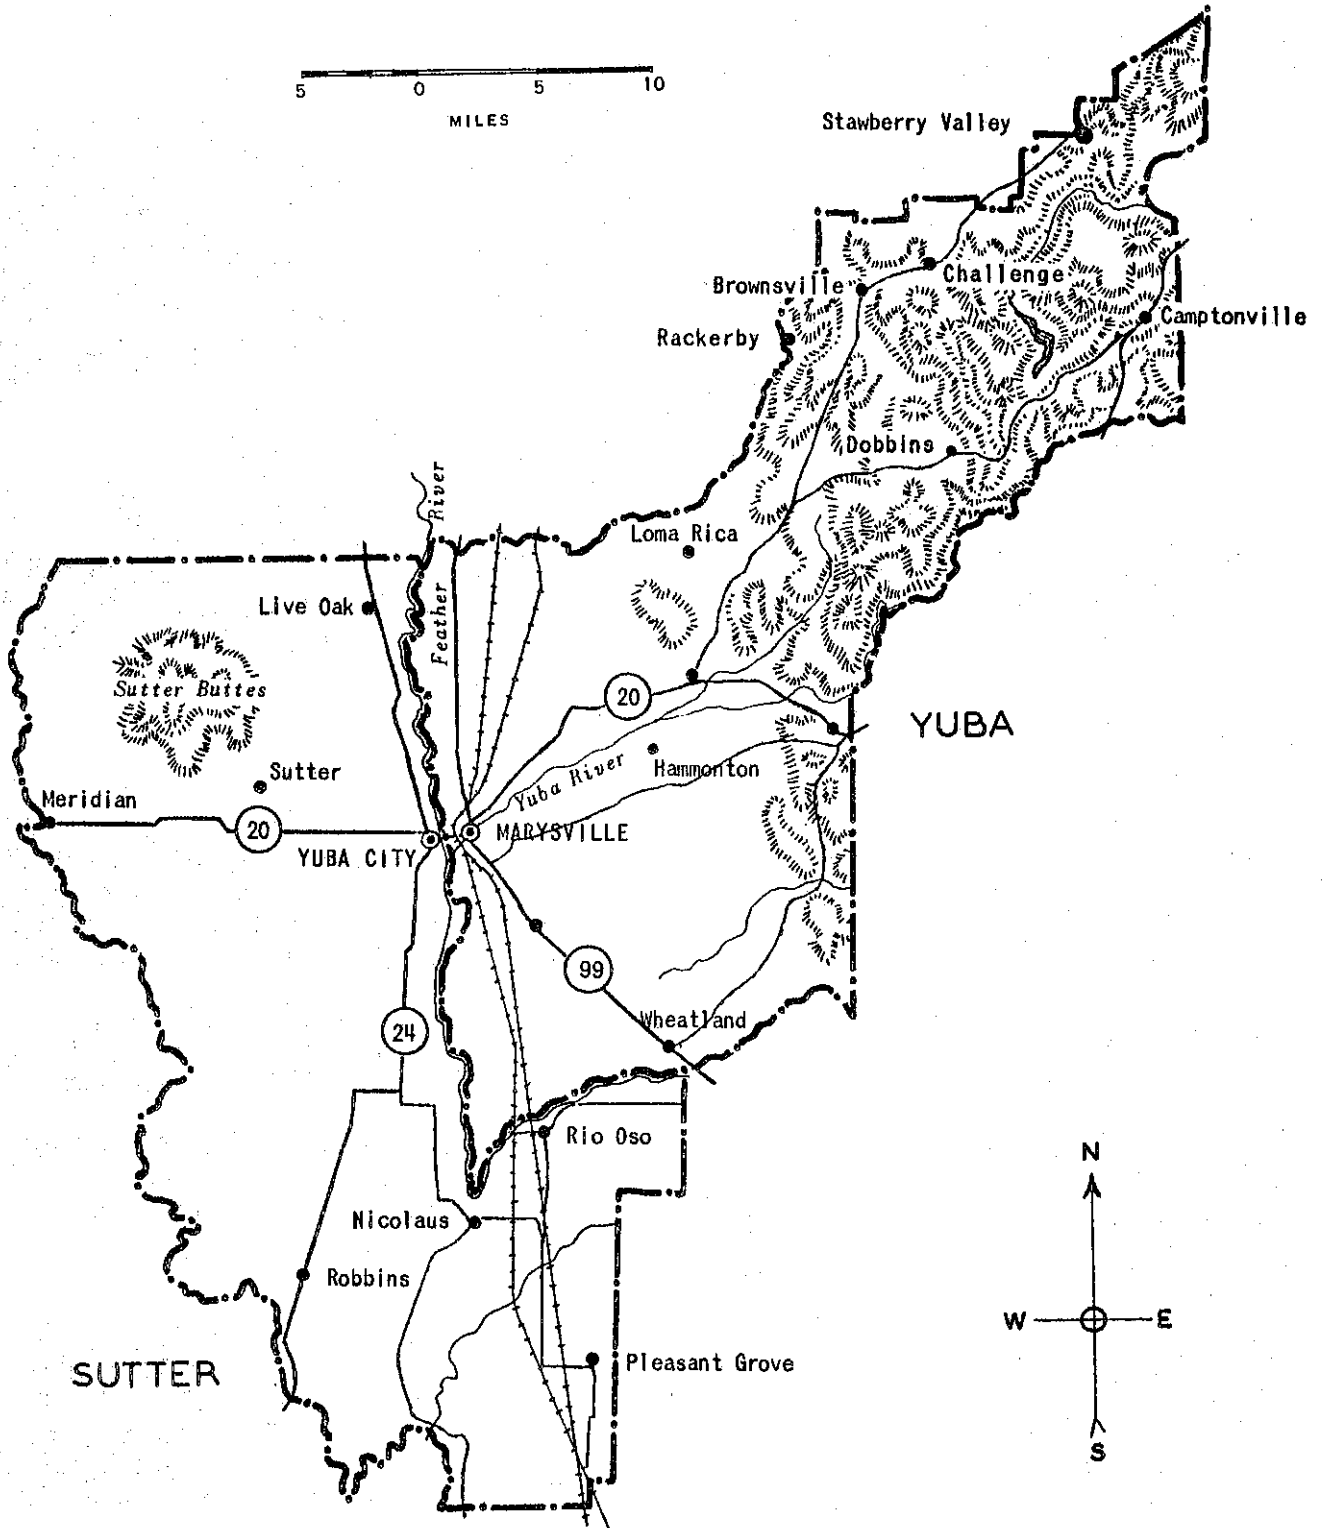 5 0 5 10
MILES
Stawberry Valley
Challenge
Brownsville
Camptonville
Rackerby
Dobbins
River
Loma Rica
Live Oak
Feather
Sutter Buttes
20
YUBA
Hammonton
Sutter
Yuba River
Meridian
20
MARYSVILLE
YUBA CITY
99
Wheatland
24
Rio Oso
N
Nicolaus
Robbins
W E
Pleasant Grove
SUTTER
S